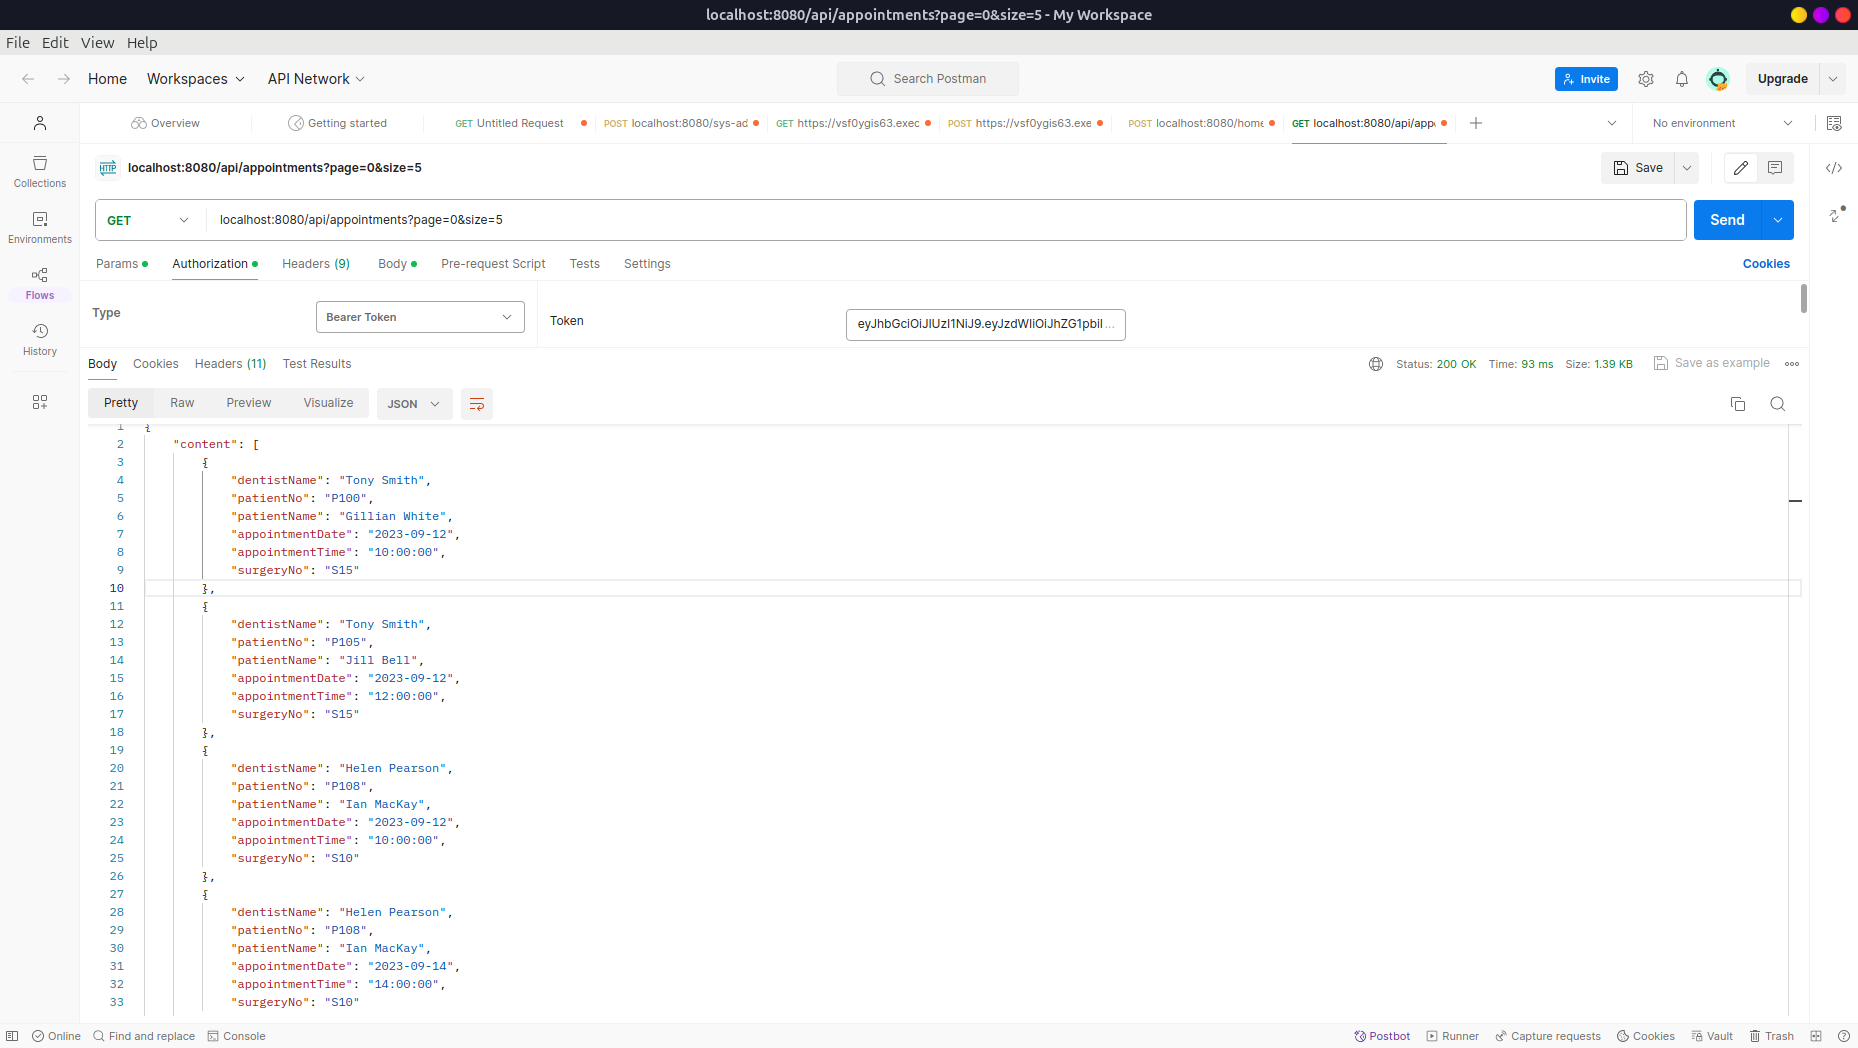 localhost:8080/api/appointments?page=0&size=5 - My Workspace
File Edit View Help
Home Workspaces API Network Search Postman Invite Upgrade
Overview Getting started GET Untitled Request POST localhost:8080/sys-ad GET https://vsf0ygis63.exec POST https://vsf0ygis63.exe POST localhost:8080/home GET localhost:8080/api/app No environment
HTTP localhost:8080/api/appointments?page=0&size=5 Save
Collections
Environments
Flows
History
GET localhost:8080/api/appointments?page=0&size=5 Send
Params Authorization Headers (9) Body Pre-request Script Tests Settings Cookies
Type Bearer Token Token
Body Cookies Headers (11) Test Results Status: 200 OK Time: 93 ms Size: 1.39 KB Save as example
Pretty Raw Preview Visualize JSON
1 {
2 "content": [
3 {
4 "dentistName": "Tony Smith",
5 "patientNo": "P100",
6 "patientName": "Gillian White",
7 "appointmentDate": "2023-09-12",
8 "appointmentTime": "10:00:00",
9 "surgeryNo": "S15"
10 },
11 {
12 "dentistName": "Tony Smith",
13 "patientNo": "P105",
14 "patientName": "Jill Bell",
15 "appointmentDate": "2023-09-12",
16 "appointmentTime": "12:00:00",
17 "surgeryNo": "S15"
18 },
19 {
20 "dentistName": "Helen Pearson",
21 "patientNo": "P108",
22 "patientName": "Ian MacKay",
23 "appointmentDate": "2023-09-12",
24 "appointmentTime": "10:00:00",
25 "surgeryNo": "S10"
26 },
27 {
28 "dentistName": "Helen Pearson",
29 "patientNo": "P108",
30 "patientName": "Ian MacKay",
31 "appointmentDate": "2023-09-14",
32 "appointmentTime": "14:00:00",
33 "surgeryNo": "S10"
Online Find and replace Console Postbot Runner Capture requests Cookies Vault Trash